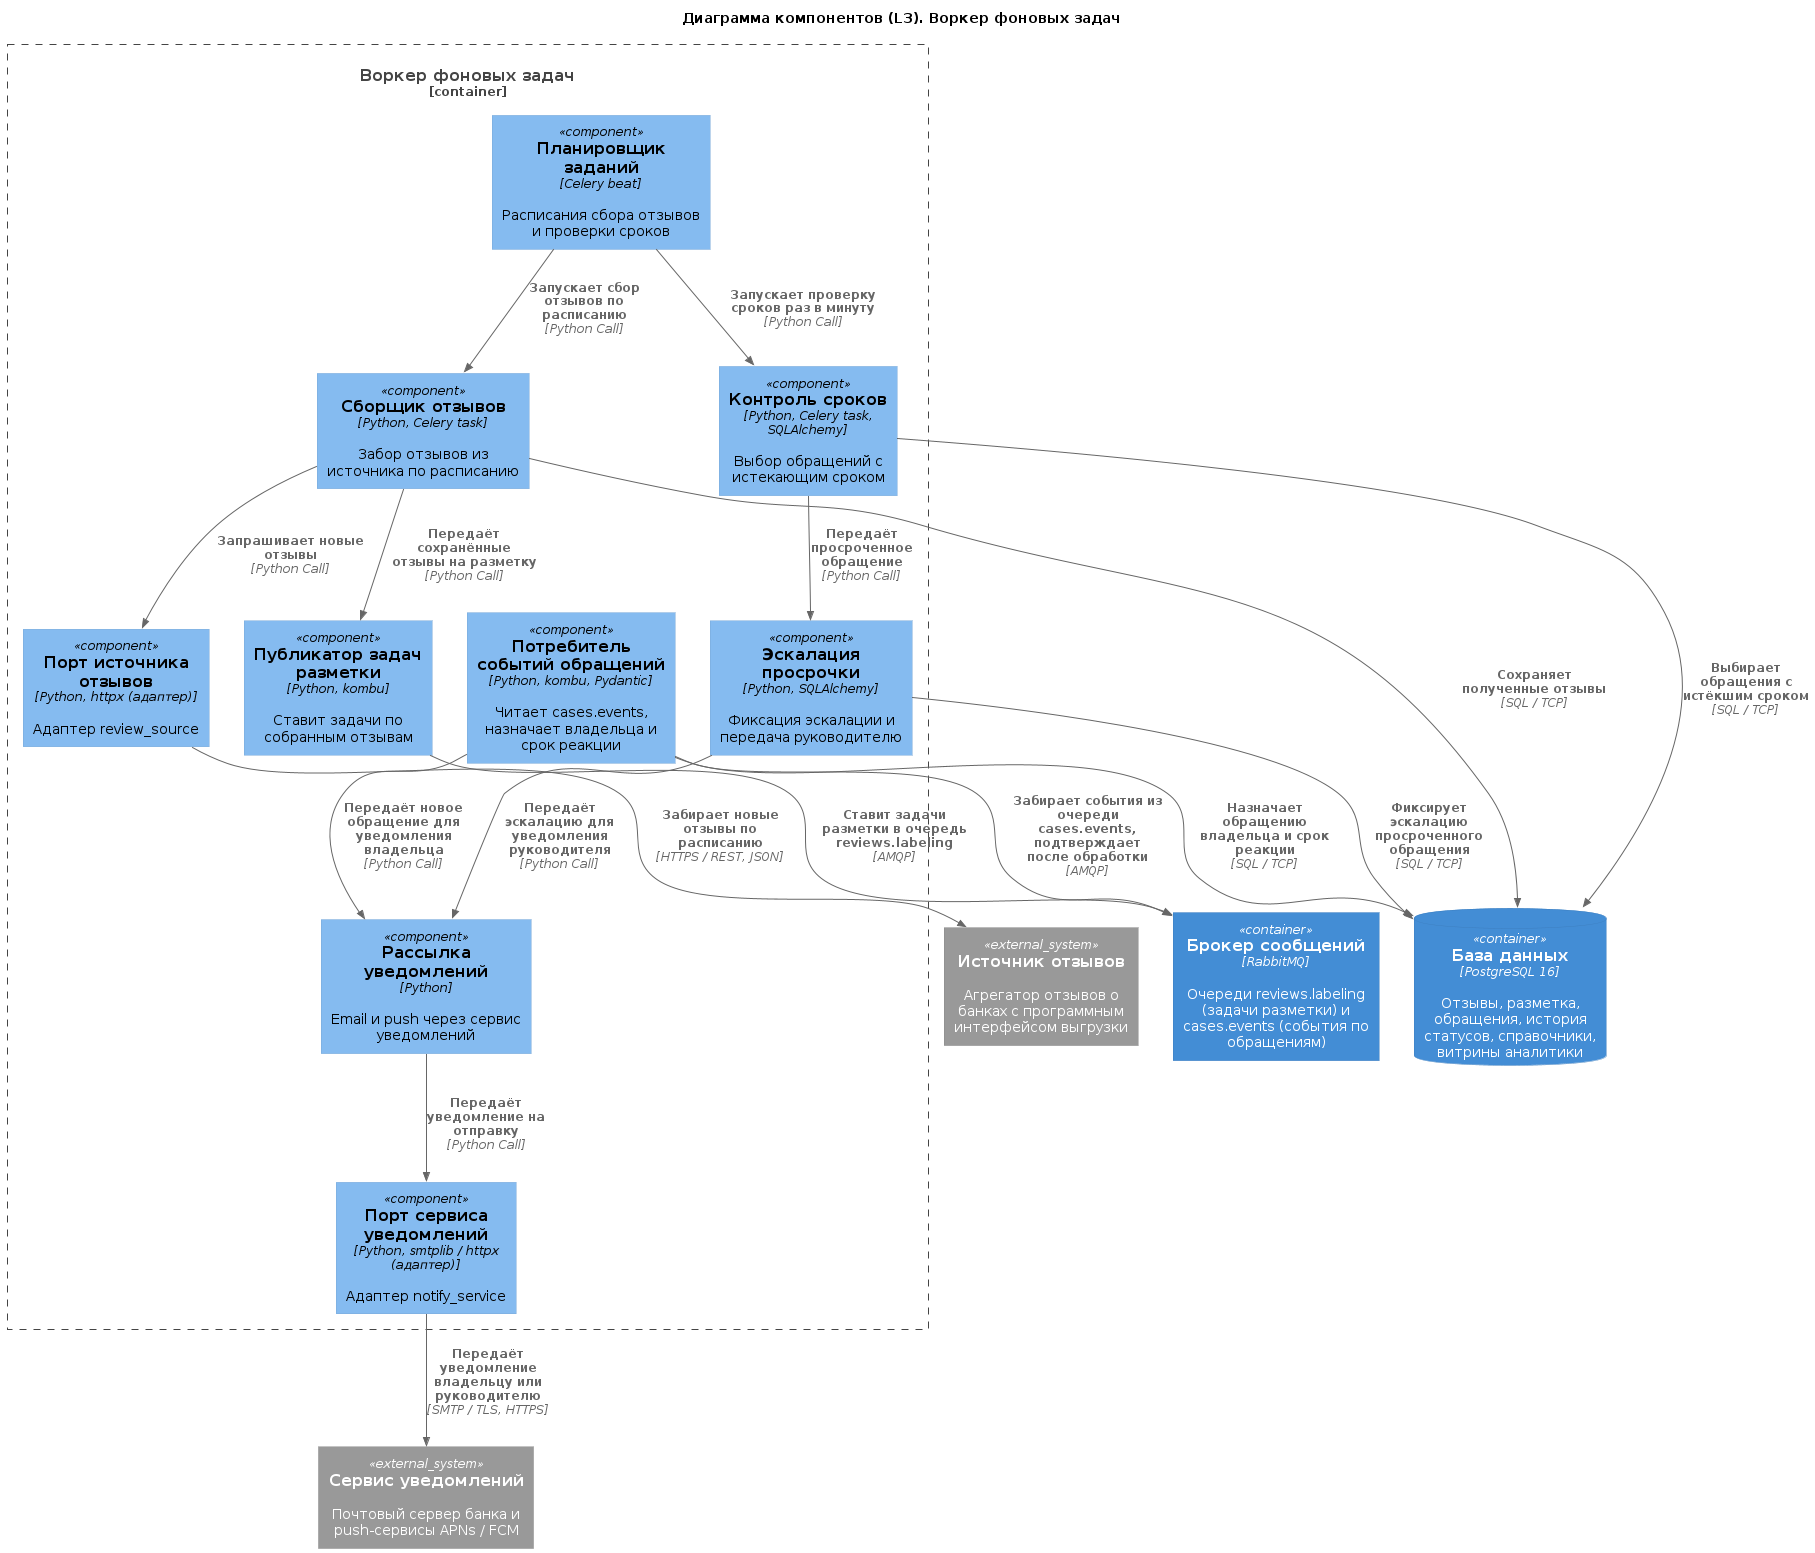 Диаграмма компонентов (L3). Воркер фоновых задач
Воркер фоновых задач
[container]
«component»
Планировщик
заданий
[Celery beat]
Расписания сбора отзывов
и проверки сроков
Запускает сбор
отзывов по
расписанию
[Python Call]
Запускает проверку
сроков раз в минуту
[Python Call]
«component»
Сборщик отзывов
[Python, Celery task]
Забор отзывов из
источника по расписанию
«component»
Контроль сроков
[Python, Celery task,
SQLAlchemy]
Выбор обращений с
истекающим сроком
Запрашивает новые
отзывы
[Python Call]
Передаёт
сохранённые
отзывы на разметку
[Python Call]
Передаёт
просроченное
обращение
[Python Call]
Сохраняет
полученные отзывы
[SQL / TCP]
Выбирает
обращения с
истёкшим сроком
[SQL / TCP]
«component»
Порт источника
отзывов
[Python, httpx (адаптер)]
Адаптер review_source
«component»
Публикатор задач
разметки
[Python, kombu]
Ставит задачи по
собранным отзывам
«component»
Потребитель
событий обращений
[Python, kombu, Pydantic]
Читает cases.events,
назначает владельца и
срок реакции
«component»
Эскалация
просрочки
[Python, SQLAlchemy]
Фиксация эскалации и
передача руководителю
Передаёт новое
обращение для
уведомления
владельца
[Python Call]
Передаёт
эскалацию для
уведомления
руководителя
[Python Call]
Забирает новые
отзывы по
расписанию
[HTTPS / REST, JSON]
Ставит задачи
разметки в очередь
reviews.labeling
[AMQP]
Забирает события из
очереди
cases.events,
подтверждает
после обработки
[AMQP]
Назначает
обращению
владельца и срок
реакции
[SQL / TCP]
Фиксирует
эскалацию
просроченного
обращения
[SQL / TCP]
«component»
Рассылка
уведомлений
[Python]
Email и push через сервис
уведомлений
«external_system»
Источник отзывов
Агрегатор отзывов о
банках с программным
интерфейсом выгрузки
«container»
Брокер сообщений
[RabbitMQ]
Очереди reviews.labeling
(задачи разметки) и
cases.events (события по
обращениям)
«container»
База данных
[PostgreSQL 16]
Отзывы, разметка,
обращения, история
статусов, справочники,
витрины аналитики
Передаёт
уведомление на
отправку
[Python Call]
«component»
Порт сервиса
уведомлений
[Python, smtplib / httpx
(адаптер)]
Адаптер notify_service
Передаёт
уведомление
владельцу или
руководителю
[SMTP / TLS, HTTPS]
«external_system»
Сервис уведомлений
Почтовый сервер банка и
push-сервисы APNs / FCM